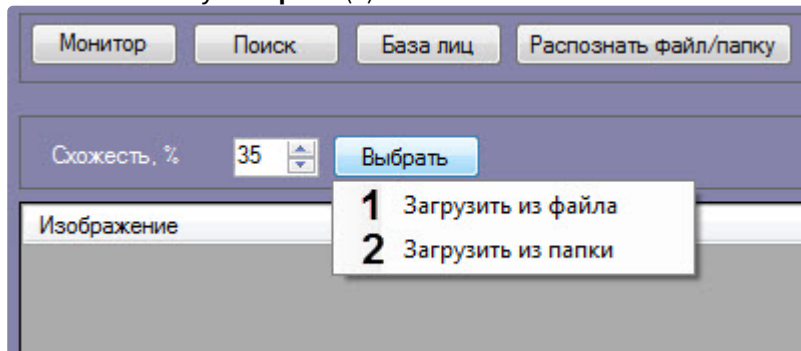 Монитор Поиск База лиц Распознать файл/папку
Схожесть, % 35 Выбрать
1 Загрузить из файла
Изображение
2 Загрузить из папки